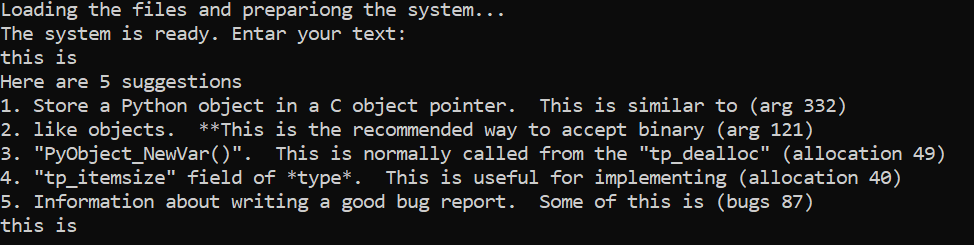 Loading the files and prepariong the system...
The system is ready. Entar your text:
this is
Here are 5 suggestions
1. Store a Python object in a C object pointer.  This is similar to (arg 332)
2. like objects.  **This is the recommended way to accept binary (arg 121)
3. "PyObject_NewVar()".  This is normally called from the "tp_dealloc" (allocation 49)
4. "tp_itemsize" field of *type*.  This is useful for implementing (allocation 40)
5. Information about writing a good bug report.  Some of this is (bugs 87)
this is